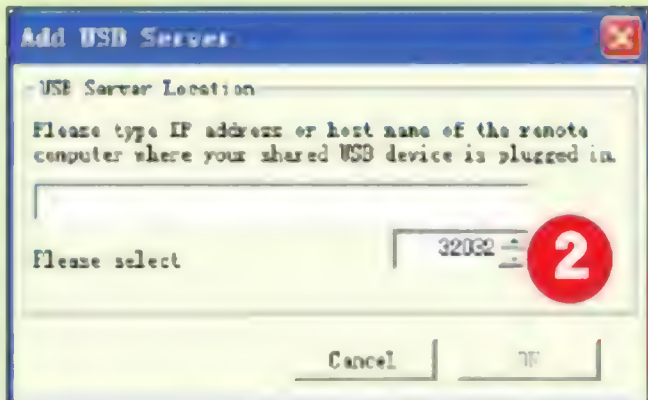 Add USB Server
USB Server Location
Please type IP address or host name of the remote
computer where your shared USB device is plugged in.
Please select
32032
2
Cancel
OK